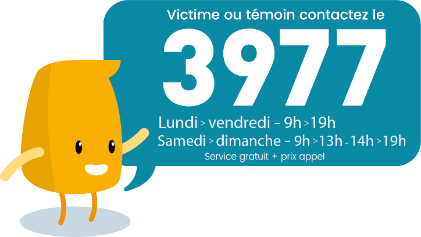 Victime ou témoin contactez le
3977
Lundi > vendredi – 9h > 19h
Samedi > dimanche – 9h > 13h - 14h > 19h
Service gratuit + prix appel